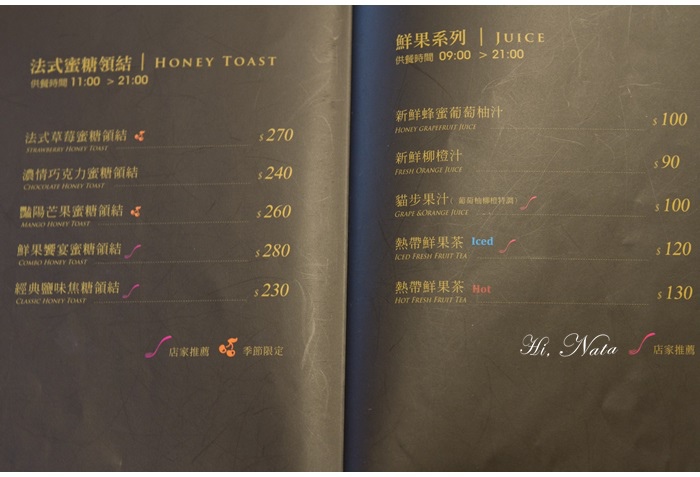 法式蜜糖領結 | HONEY TOAST
供餐時間 11:00 > 21:00
法式草莓蜜糖領結 $ 270
STRAWBERRY HONEY TOAST
濃情巧克力蜜糖領結 $ 240
CHOCOLATE HONEY TOAST
豔陽芒果蜜糖領結 $ 260
MANGO HONEY TOAST
鮮果饗宴蜜糖領結 $ 280
COMBO HONEY TOAST
經典鹽味焦糖領結 $ 230
CLASSIC HONEY TOAST
店家推薦 季節限定
鮮果系列 | JUICE
供餐時間 09:00 > 21:00
新鮮蜂蜜葡萄柚汁 $ 100
HONEY GRAPEFRUIT JUICE
新鮮柳橙汁 $ 90
FRESH ORANGE JUICE
貓步果汁(葡萄柚柳橙特調) $ 100
GRAPE &ORANGE JUICE
熱帶鮮果茶 Iced $ 120
ICED FRESH FRUIT TEA
熱帶鮮果茶 Hot $ 130
HOT FRESH FRUIT TEA
Hi, Nata 店家推薦